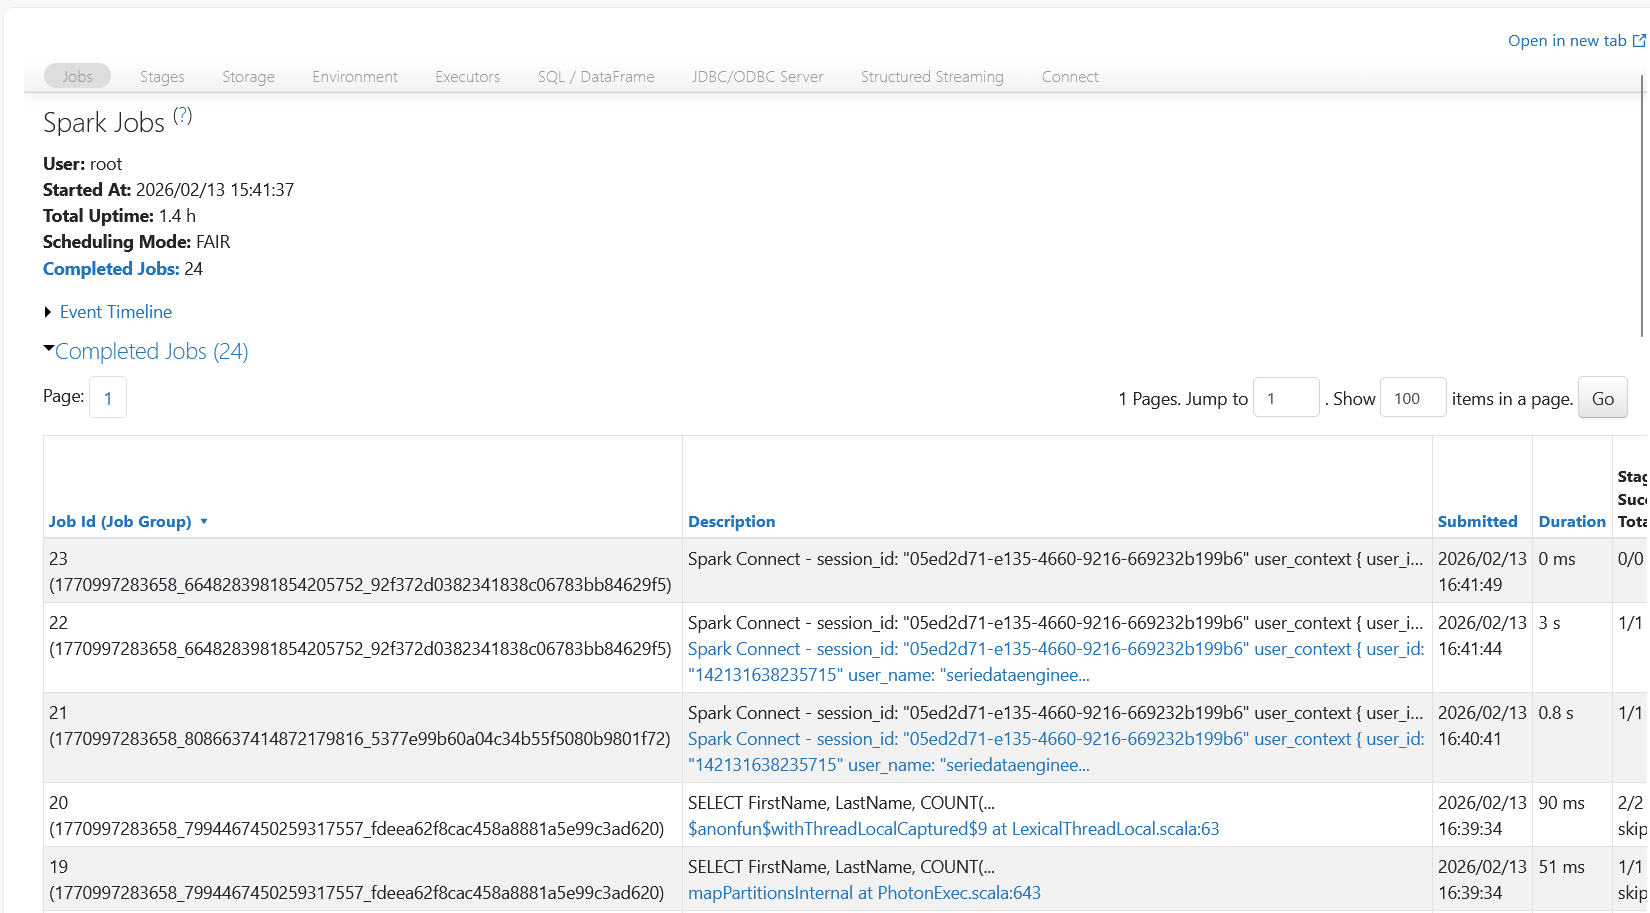 Open in new tab
Jobs Stages Storage Environment Executors SQL / DataFrame JDBC/ODBC Server Structured Streaming Connect
Spark Jobs (?)
User: root
Started At: 2026/02/13 15:41:37
Total Uptime: 1.4 h
Scheduling Mode: FAIR
Completed Jobs: 24
Event Timeline
Completed Jobs (24)
Page: 1
1 Pages. Jump to 1 . Show 100 items in a page. Go
Job Id (Job Group) ▾ Description Submitted Duration
23
(1770997283658_6648283981854205752_92f372d0382341838c06783bb84629f5)
Spark Connect - session_id: "05ed2d71-e135-4660-9216-669232b199b6" user_context { user_i...
2026/02/13
16:41:49
0 ms
0/0
22
(1770997283658_6648283981854205752_92f372d0382341838c06783bb84629f5)
Spark Connect - session_id: "05ed2d71-e135-4660-9216-669232b199b6" user_context { user_i...
Spark Connect - session_id: "05ed2d71-e135-4660-9216-669232b199b6" user_context { user_id:
"142131638235715" user_name: "seriedataenginee...
2026/02/13
16:41:44
3 s
1/1
21
(1770997283658_8086637414872179816_5377e99b60a04c34b55f5080b9801f72)
Spark Connect - session_id: "05ed2d71-e135-4660-9216-669232b199b6" user_context { user_i...
Spark Connect - session_id: "05ed2d71-e135-4660-9216-669232b199b6" user_context { user_id:
"142131638235715" user_name: "seriedataenginee...
2026/02/13
16:40:41
0.8 s
1/1
20
(1770997283658_7994467450259317557_fdeea62f8cac458a8881a5e99c3ad620)
SELECT FirstName, LastName, COUNT(...
$anonfun$withThreadLocalCaptured$9 at LexicalThreadLocal.scala:63
2026/02/13
16:39:34
90 ms
2/2
19
(1770997283658_7994467450259317557_fdeea62f8cac458a8881a5e99c3ad620)
SELECT FirstName, LastName, COUNT(...
mapPartitionsInternal at PhotonExec.scala:643
2026/02/13
16:39:34
51 ms
1/1